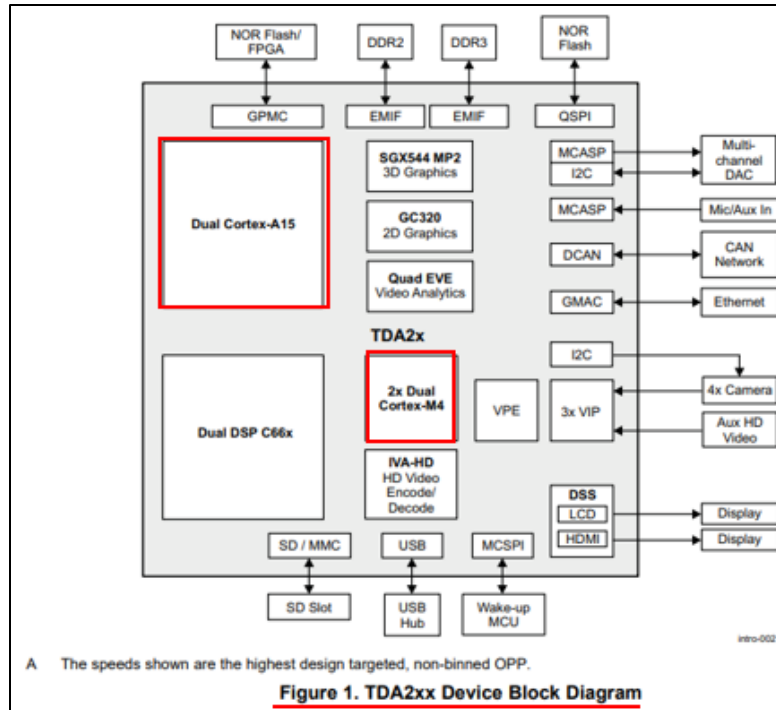 NOR Flash/
FPGA
DDR2
DDR3
NOR
Flash
GPMC
EMIF
EMIF
QSPI
Dual Cortex-A15
SGX544 MP2
3D Graphics
GC320
2D Graphics
Quad EVE
Video Analytics
MCASP
I2C
Multi-
channel
DAC
MCASP
Mic/Aux In
DCAN
CAN
Network
GMAC
Ethernet
TDA2x
Dual DSP C66x
2x Dual
Cortex-M4
VPE
I2C
3x VIP
4x Camera
Aux HD
Video
IVA-HD
HD Video
Encode/
Decode
DSS
LCD
HDMI
Display
Display
SD / MMC
USB
MCSPI
SD Slot
USB
Hub
Wake-up
MCU
intro-002
A The speeds shown are the highest design targeted, non-binned OPP.
Figure 1. TDA2xx Device Block Diagram